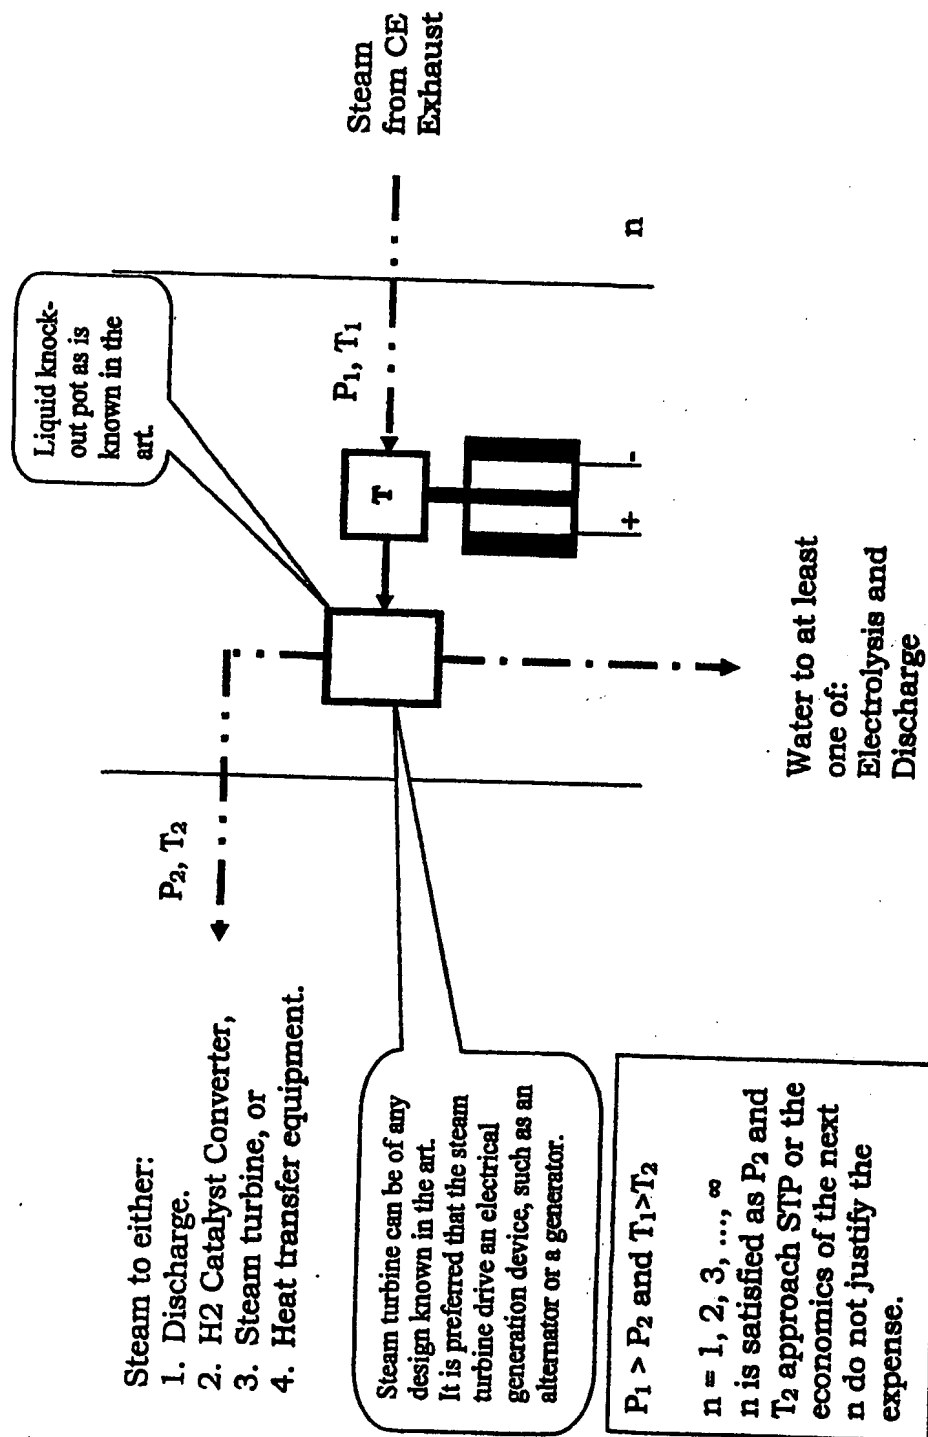 Steam to either:
1. Discharge.
2. H2 Catalyst Converter,
3. Steam turbine, or
4. Heat transfer equipment.
P2, T2
Liquid knock-
out pot as is
known in the
art.
P1, T1
T
+
-
n
Steam
from CE
Exhaust
Steam turbine can be of any
design known in the art.
It is preferred that the steam
turbine drive an electrical
generation device, such as an
alternator or a generator.
P1 > P2 and T1>T2
n = 1, 2, 3, ..., ∞
n is satisfied as P2 and
T2 approach STP or the
economics of the next
n do not justify the
expense.
Water to at least
one of:
Electrolysis and
Discharge